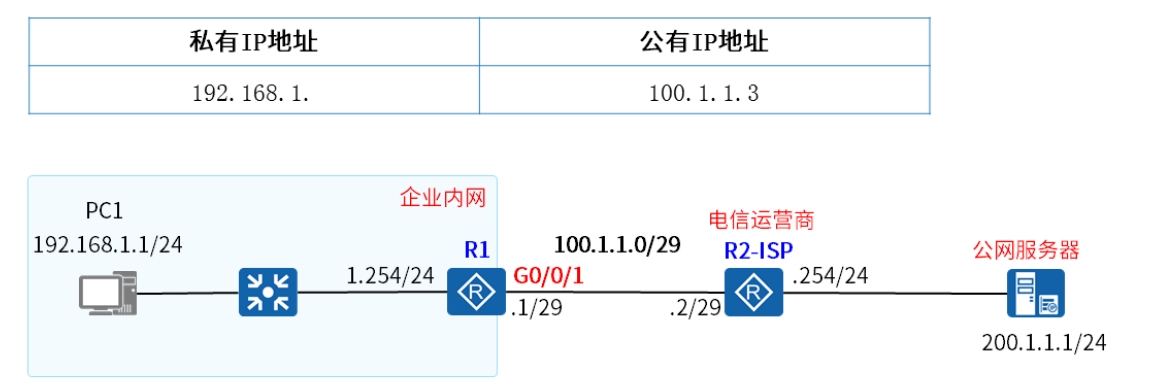 私有IP地址 公有IP地址
192.168.1. 100.1.1.3
企业内网
PC1
192.168.1.1/24
电信运营商
R1 100.1.1.0/29 R2-ISP 公网服务器
1.254/24 G0/0/1 .254/24
R R
.1/29 .2/29
200.1.1.1/24